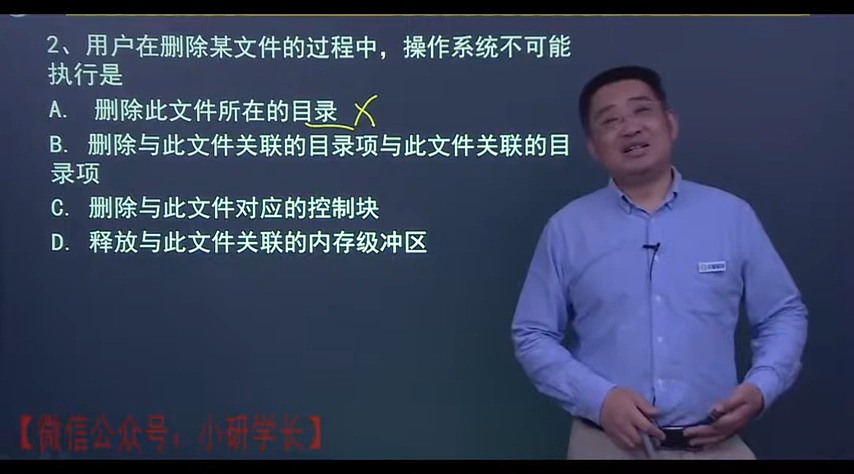 2、用户在删除某文件的过程中，操作系统不可能
执行是
A. 删除此文件所在的目录 X
B. 删除与此文件关联的目录项与此文件关联的目
录项
C. 删除与此文件对应的控制块
D. 释放与此文件关联的内存级冲区
【微信公众号：小研学长】